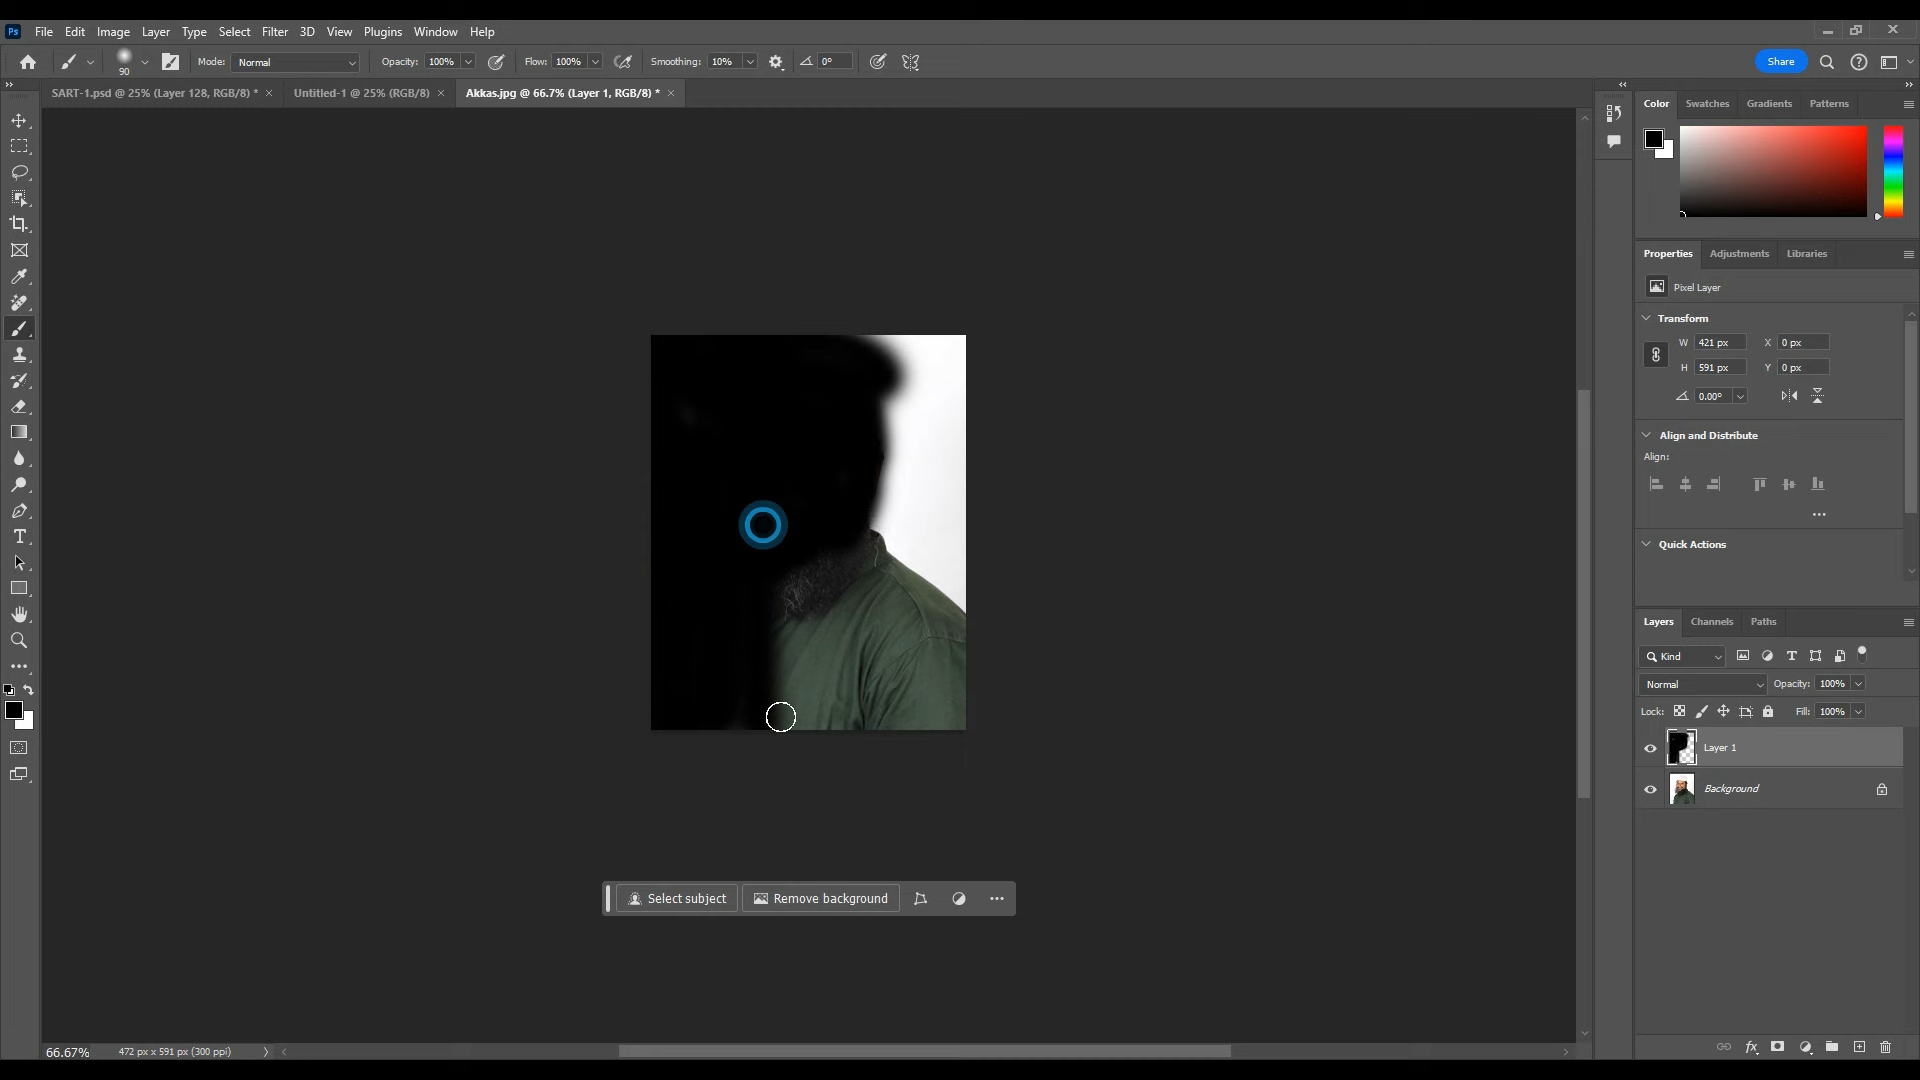 Ps File Edit Image Layer Type Select Filter 3D View Plugins Window Help
90 Mode: Normal Opacity: 100% Flow: 100% Smoothing: 10% 0° Share
SART-1.psd @ 25% (Layer 128, RGB/8) * Untitled-1 @ 25% (RGB/8) Akkas.jpg @ 66.7% (Layer 1, RGB/8) *
Color Swatches Gradients Patterns
Properties Adjustments Libraries
Pixel Layer
Transform
W 421 px X 0 px
H 591 px Y 0 px
0.00°
Align and Distribute
Align:
Quick Actions
Layers Channels Paths
Kind
Normal Opacity: 100%
Lock: Fill: 100%
Layer 1
Background
Select subject Remove background
66.67% 472 px x 591 px (300 ppi)